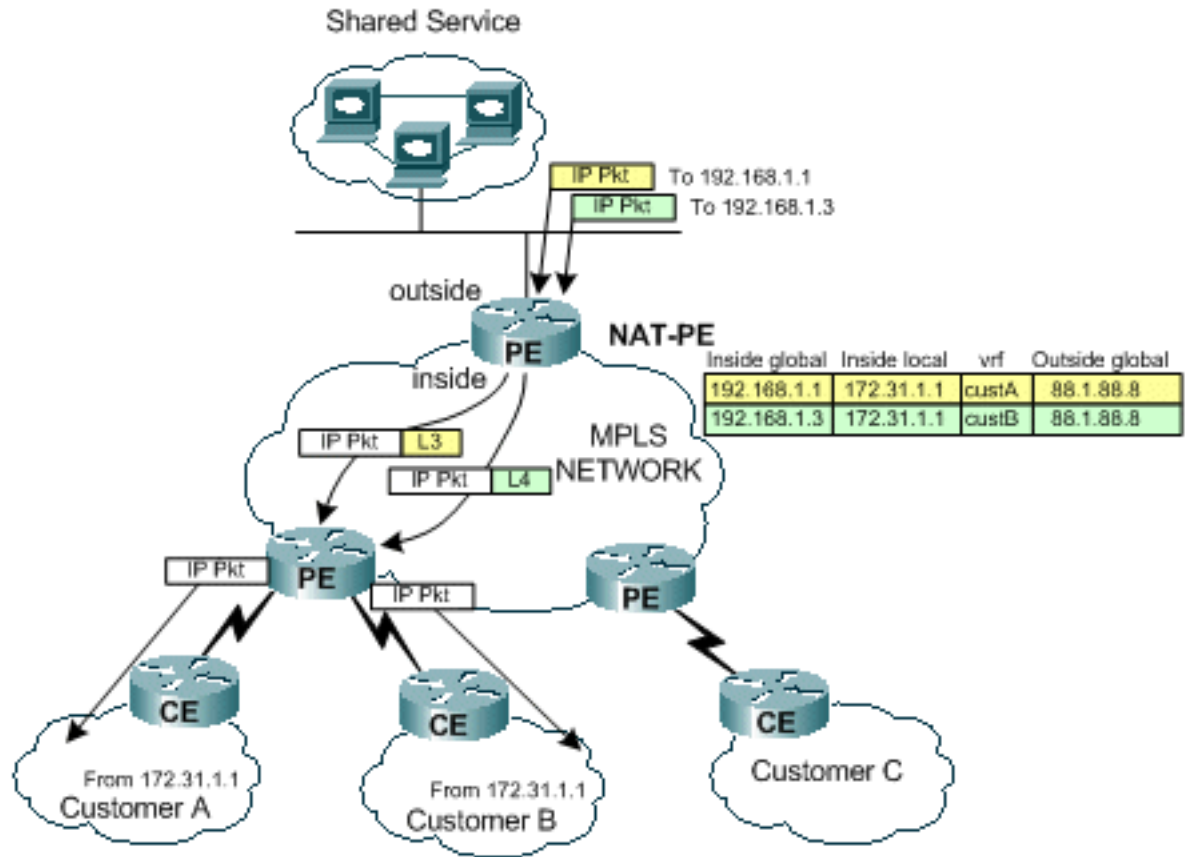 Shared Service
IP Pkt To 192.168.1.1
IP Pkt To 192.168.1.3
outside
PE
NAT-PE
inside
Inside global Inside local vrf Outside global
192.168.1.1 172.31.1.1 custA 88.1.88.8
192.168.1.3 172.31.1.1 custB 88.1.88.8
IP Pkt L3
MPLS
NETWORK
IP Pkt L4
IP Pkt
PE
IP Pkt
PE
CE
CE
CE
From 172.31.1.1
Customer A
From 172.31.1.1
Customer B
Customer C